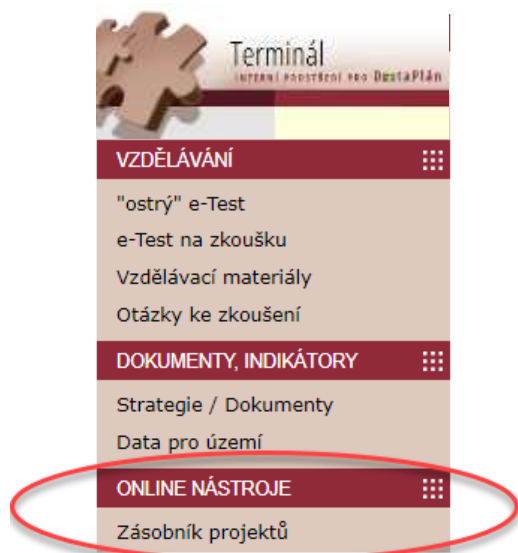 Terminál
INTERNÍ PROSTŘEDÍ PRO DestaPlán
VZDĚLÁVÁNÍ
"ostrý" e-Test
e-Test na zkoušku
Vzdělávací materiály
Otázky ke zkoušení
DOKUMENTY, INDIKÁTORY
Strategie / Dokumenty
Data pro území
ONLINE NÁSTROJE
Zásobník projektů